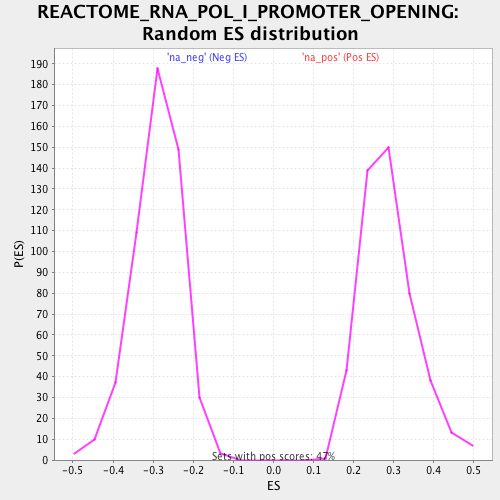 REACTOME_RNA_POL_I_PROMOTER_OPENING:
Random ES distribution
'na_neg' (Neg ES)
'na_pos' (Pos ES)
P(ES)
190
180
170
160
150
140
130
120
110
100
90
80
70
60
50
40
30
20
10
0
Sets with pos scores: 47%
-0.5 -0.4 -0.3 -0.2 -0.1 0.0 0.1 0.2 0.3 0.4 0.5
ES